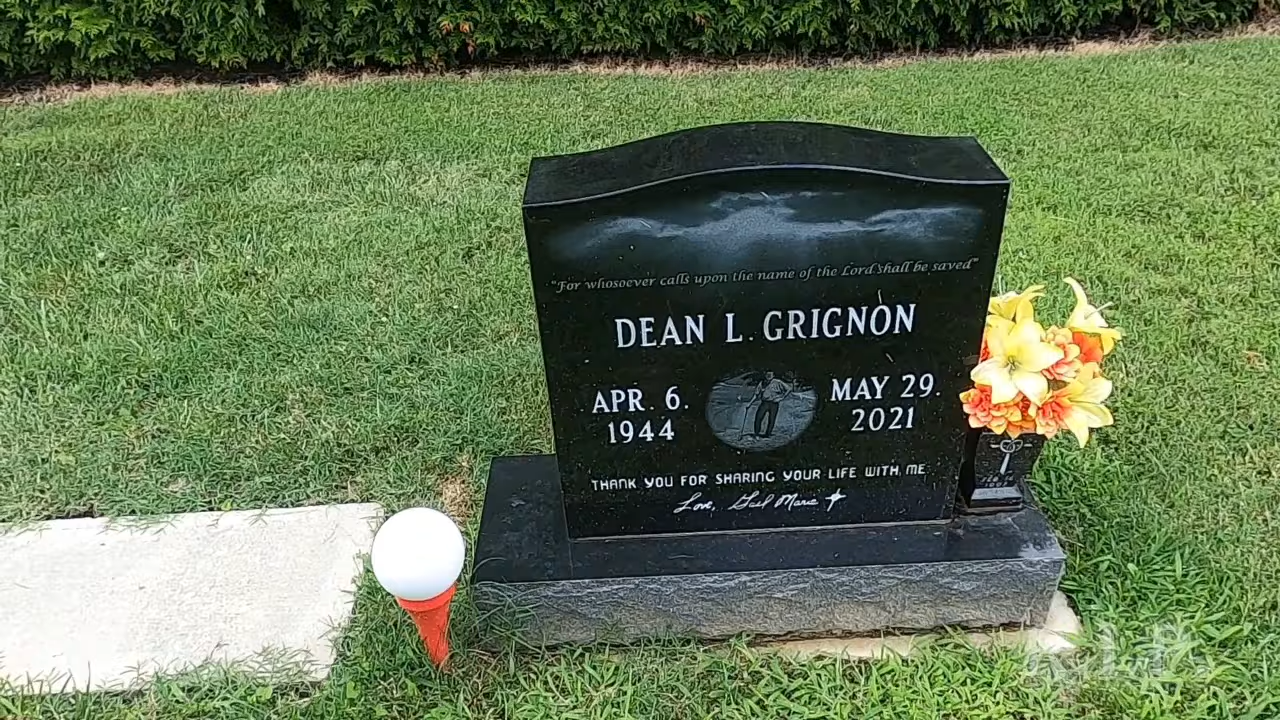 "For whosoever calls upon the name of the Lord shall be saved"
DEAN L. GRIGNON
APR. 6. 1944
MAY 29. 2021
THANK YOU FOR SHARING YOUR LIFE WITH ME
Love, Gail Marie